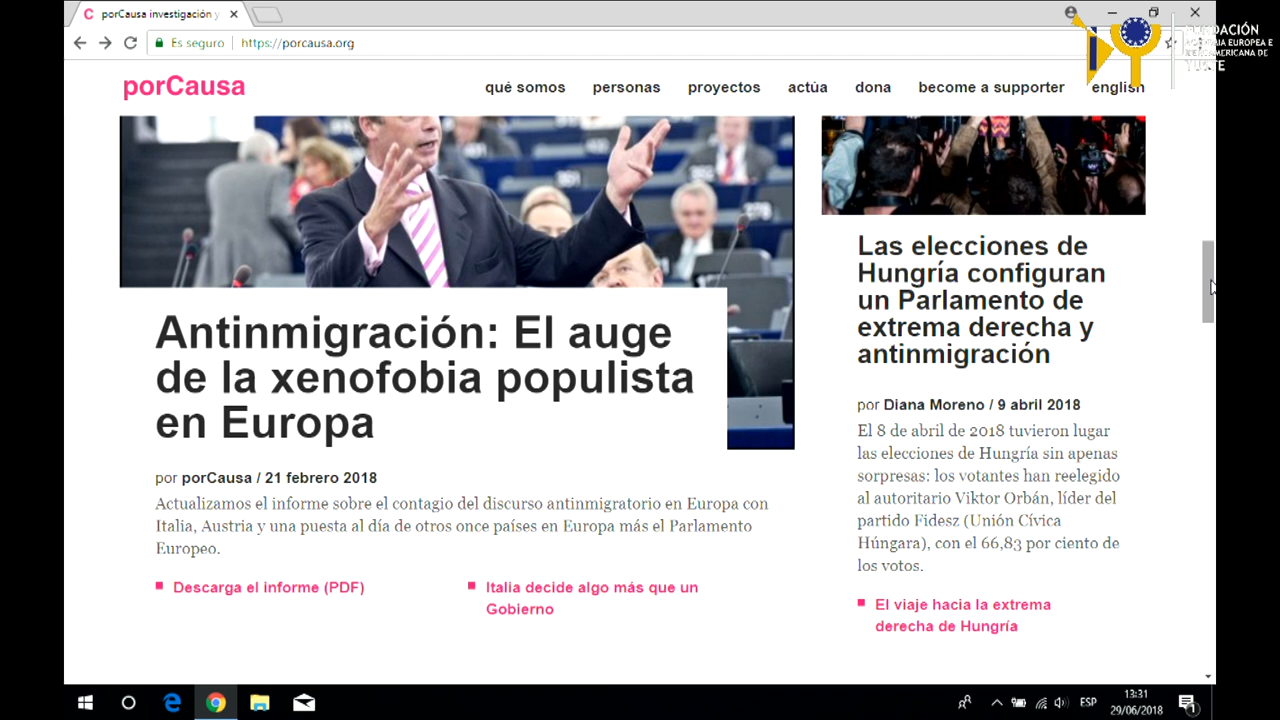 porCausa investigación y
Es seguro
https://porcausa.org
FUNDACIÓN
ACADEMIA EUROPEA E
IBEROAMERICANA DE
YUSTE
porCausa
qué somos personas proyectos actúa dona become a supporter english
Antinmigración: El auge
de la xenofobia populista
en Europa
por porCausa / 21 febrero 2018
Actualizamos el informe sobre el contagio del discurso antinmigratorio en Europa con
Italia, Austria y una puesta al día de otros once países en Europa más el Parlamento
Europeo.
Descarga el informe (PDF)
Italia decide algo más que un
Gobierno
Las elecciones de
Hungría configuran
un Parlamento de
extrema derecha y
antinmigración
por Diana Moreno / 9 abril 2018
El 8 de abril de 2018 tuvieron lugar
las elecciones de Hungría sin apenas
sorpresas: los votantes han reelegido
al autoritario Viktor Orbán, líder del
partido Fidesz (Unión Cívica
Húngara), con el 66,83 por ciento de
los votos.
El viaje hacia la extrema
derecha de Hungría
ESP
13:31
29/06/2018
1